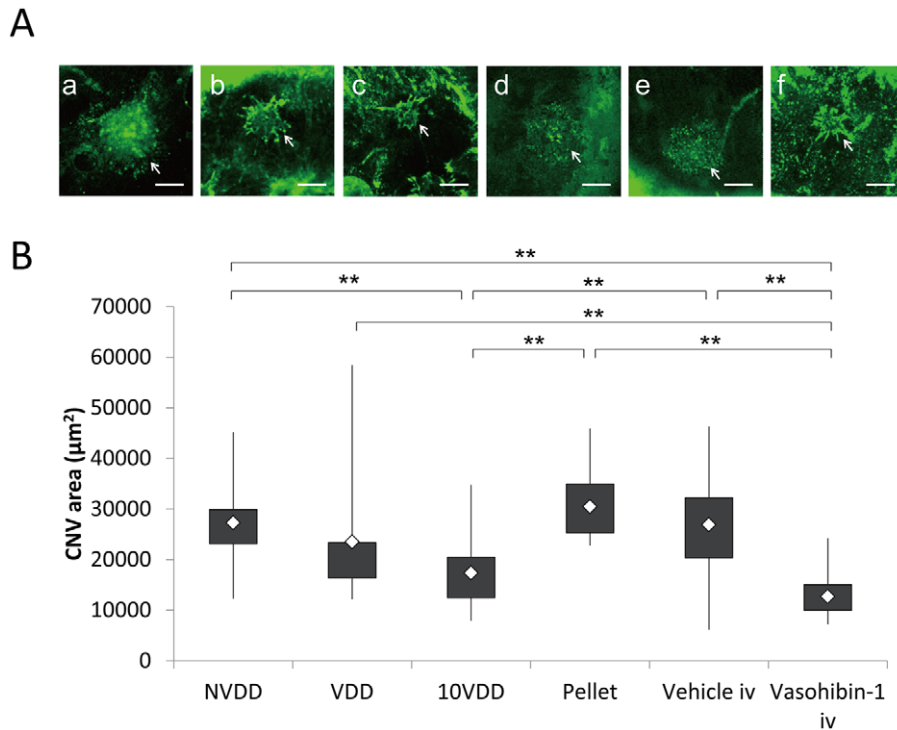 A
a b c d e f
B
**
** ** **
**
** **
70000
60000
50000
40000
30000
20000
10000
0
CNV area (µm²)
NVDD VDD 10VDD Pellet Vehicle iv Vasohibin-1
iv